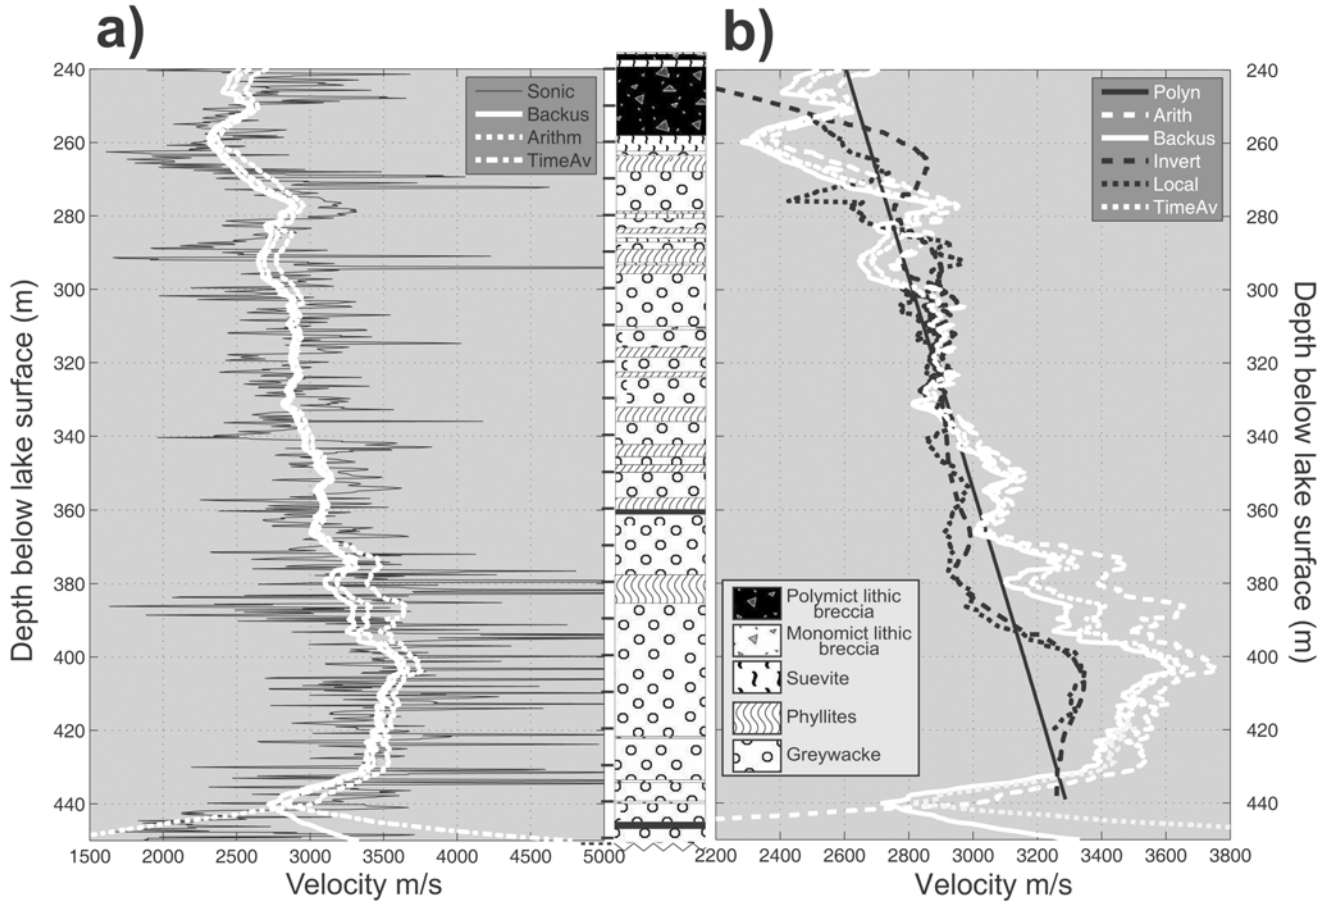 a)
b)
240
260
280
300
320
340
360
380
400
420
440
Depth below lake surface (m)
Sonic
Backus
Arithm
TimeAv
1500
2000
2500
3000
3500
4000
4500
5000
Velocity m/s
Polyn
Arith
Backus
Invert
Local
TimeAv
Polymict lithic
breccia
Monomict lithic
breccia
Suevite
Phyllites
Greywacke
2200
2400
2600
2800
3000
3200
3400
3600
3800
Velocity m/s
240
260
280
300
320
340
360
380
400
420
440
Depth below lake surface (m)